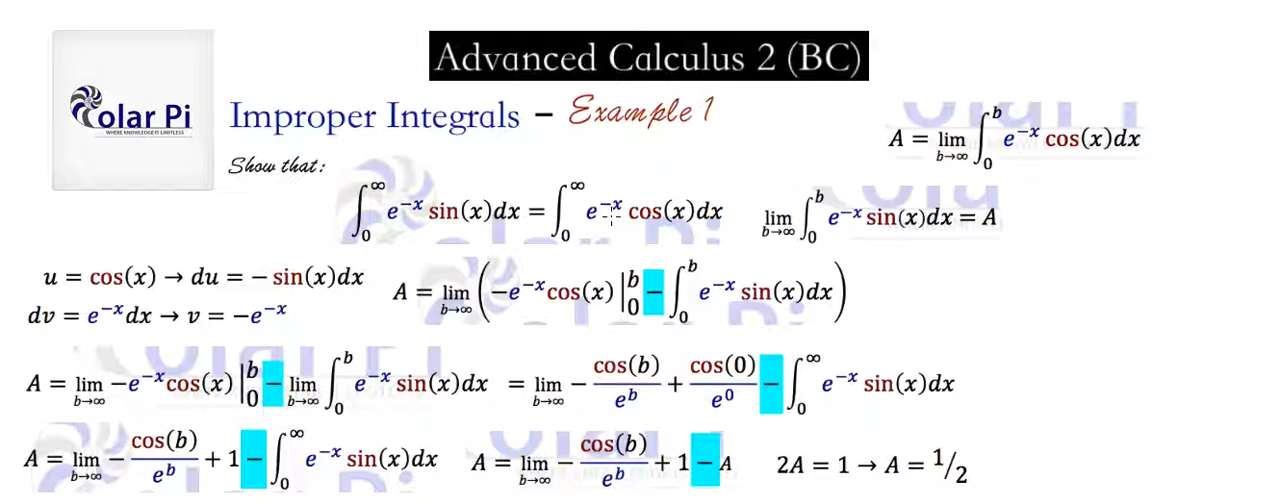 Advanced Calculus 2 (BC)
olar Pi
WHERE KNOWLEDGE IS LIMITLESS
Improper Integrals – Example 1
A = lim_{b→∞} ∫_0^b e^{-x} cos(x)dx
Show that:
∫_0^∞ e^{-x} sin(x)dx = ∫_0^∞ e^{-x} cos(x)dx
lim_{b→∞} ∫_0^b e^{-x} sin(x)dx = A
u = cos(x) → du = − sin(x)dx
dv = e^{-x}dx → v = −e^{-x}
A = lim_{b→∞} (−e^{-x}cos(x) |_0^b − ∫_0^b e^{-x} sin(x)dx)
A = lim_{b→∞} −e^{-x}cos(x) |_0^b − lim_{b→∞} ∫_0^b e^{-x} sin(x)dx = lim_{b→∞} − cos(b)/e^b + cos(0)/e^0 − ∫_0^∞ e^{-x} sin(x)dx
A = lim_{b→∞} − cos(b)/e^b + 1 − ∫_0^∞ e^{-x} sin(x)dx
A = lim_{b→∞} − cos(b)/e^b + 1 − A
2A = 1 → A = 1/2